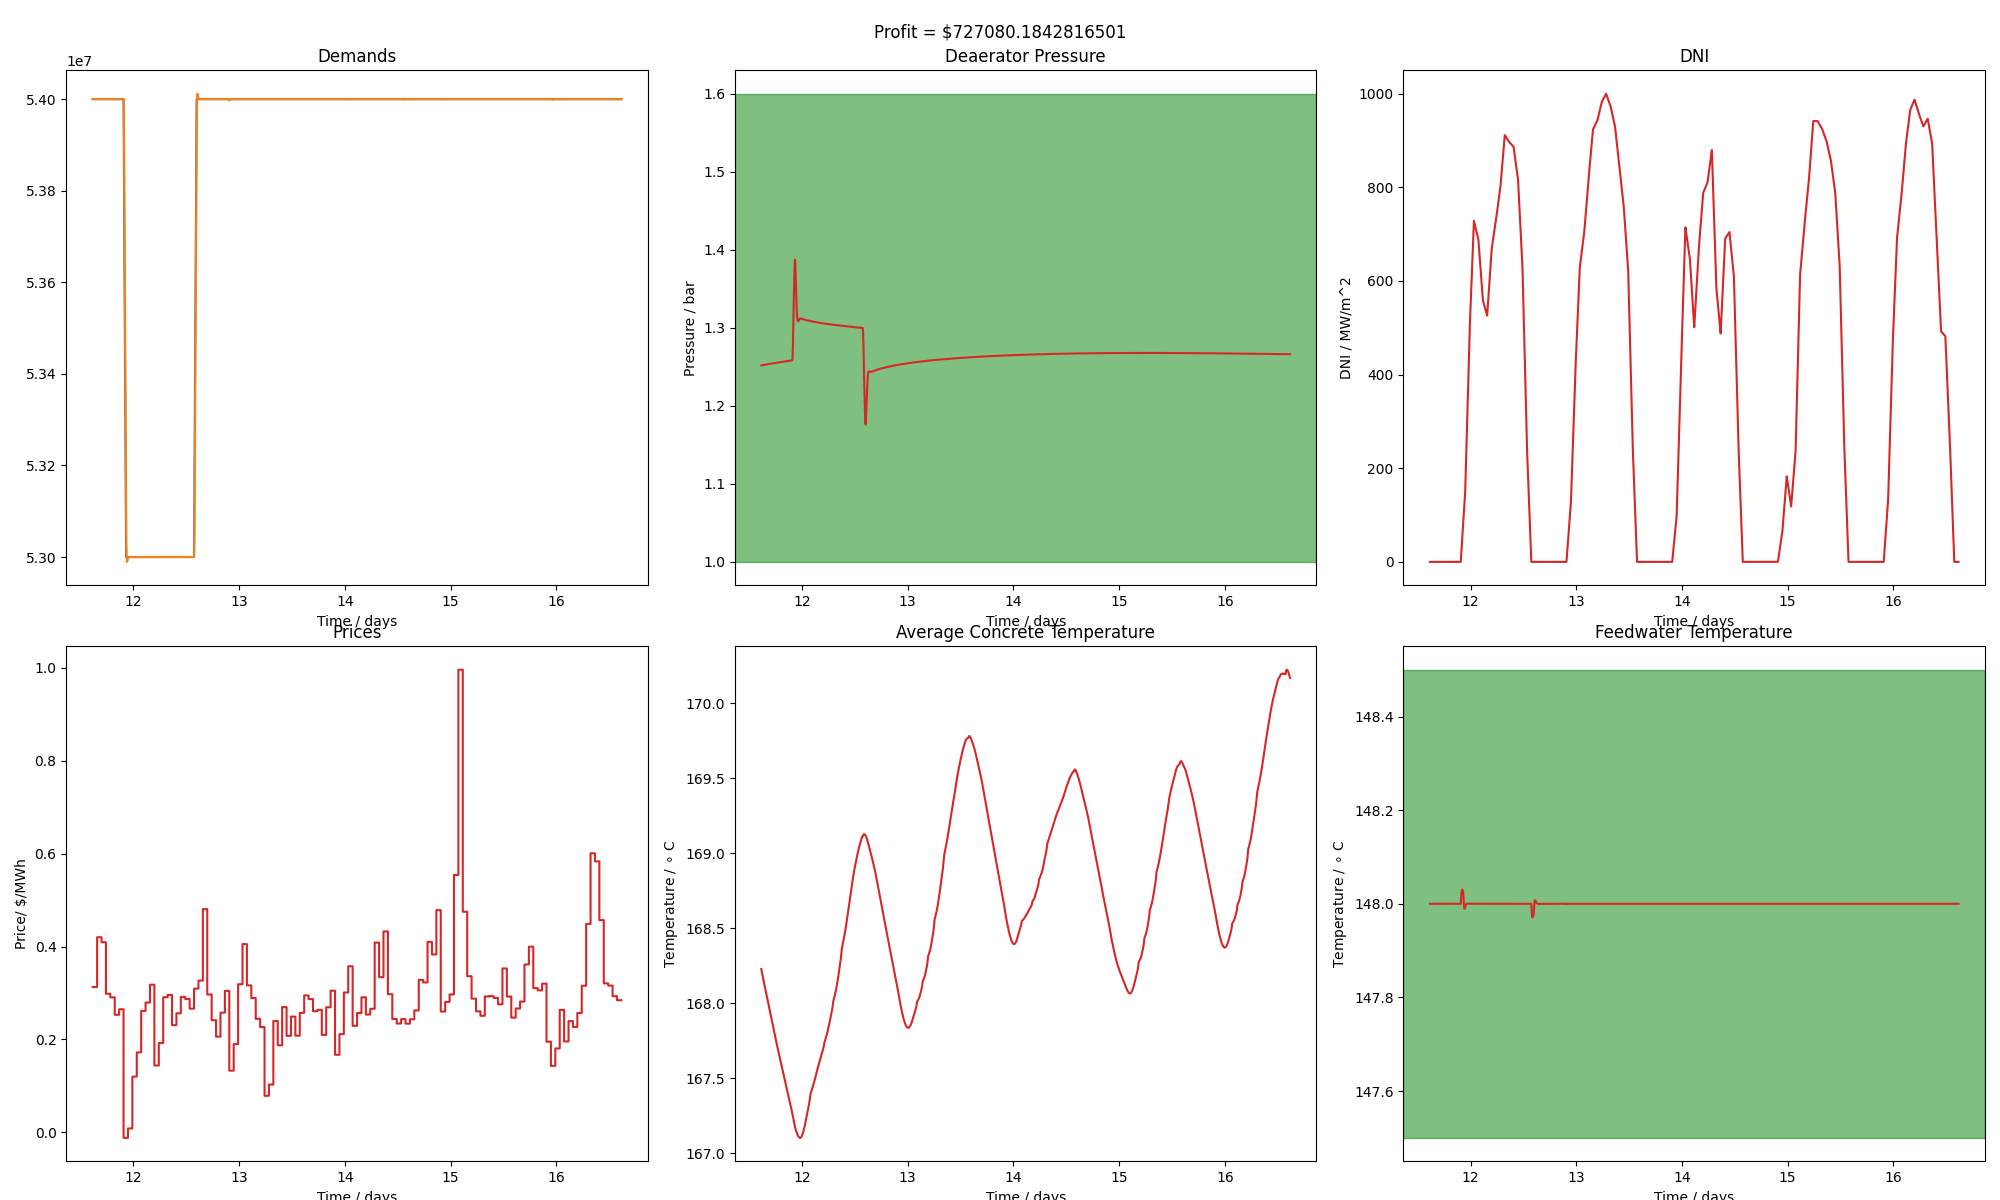 Profit = $727080.1842816501
Demands
1e7
5.40
5.38
5.36
5.34
5.32
5.30
12 13 14 15 16
Time / days
Deaerator Pressure
Pressure / bar
1.6
1.5
1.4
1.3
1.2
1.1
1.0
12 13 14 15 16
Time / days
DNI
DNI / MW/m^2
1000
800
600
400
200
0
12 13 14 15 16
Time / days
Prices
Price/ $/MWh
1.0
0.8
0.6
0.4
0.2
0.0
12 13 14 15 16
Time / days
Average Concrete Temperature
Temperature / ∘ C
170.0
169.5
169.0
168.5
168.0
167.5
167.0
12 13 14 15 16
Time / days
Feedwater Temperature
Temperature / ∘ C
148.4
148.2
148.0
147.8
147.6
12 13 14 15 16
Time / days